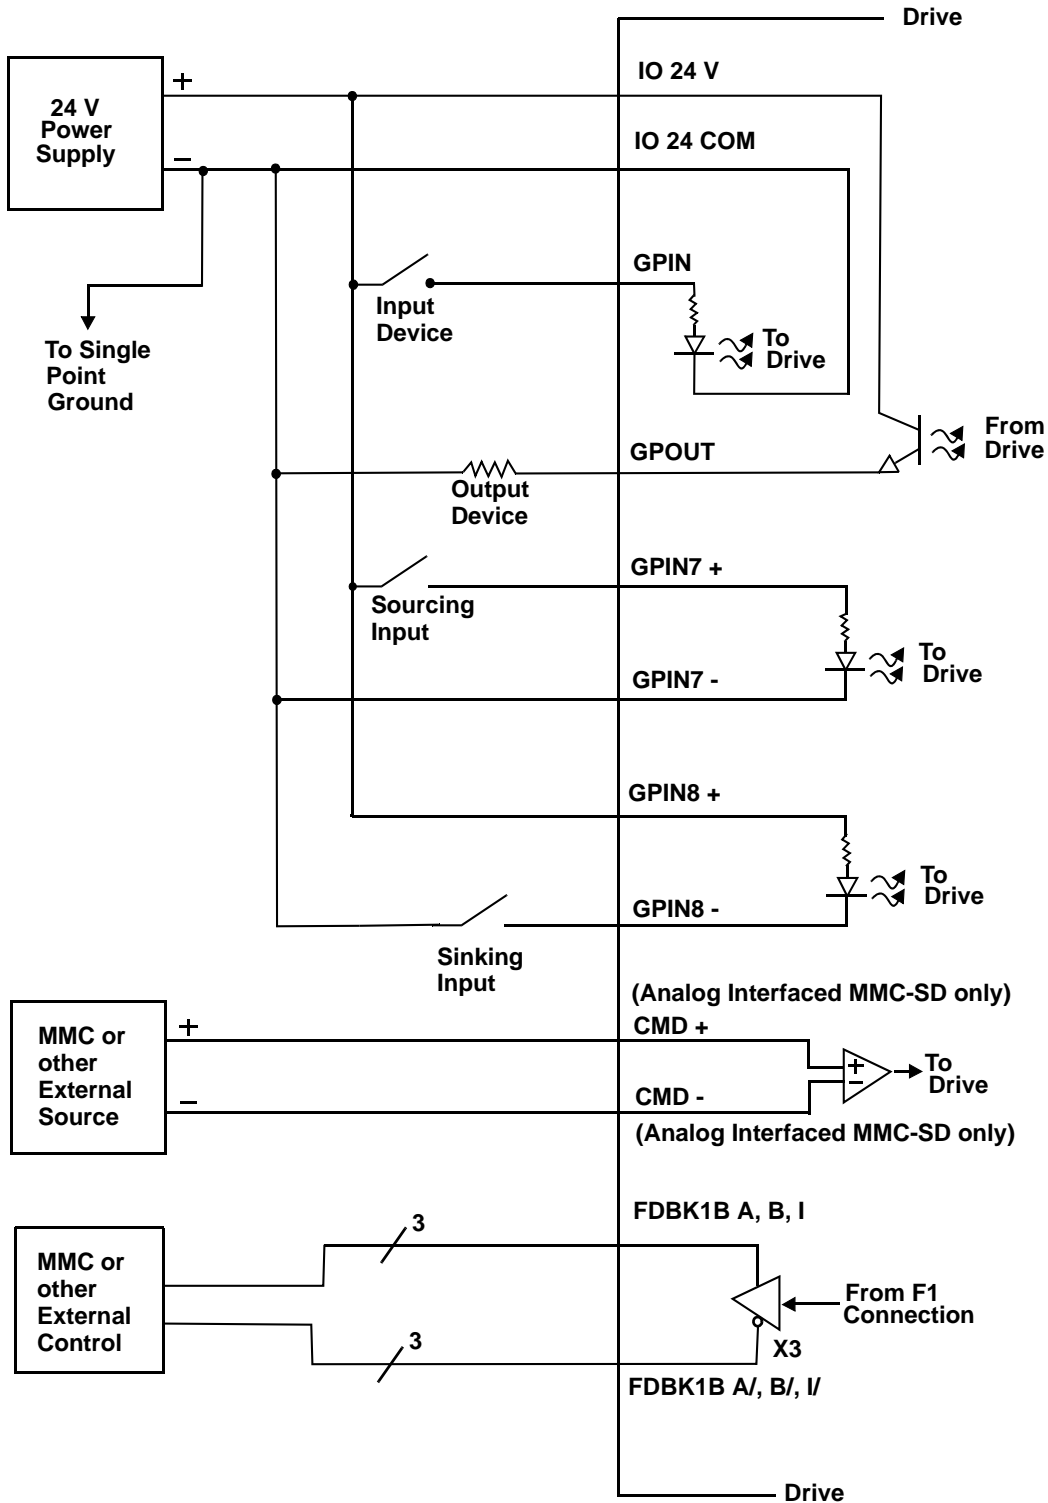 Drive
IO 24 V
+
24 V
Power
Supply
–
IO 24 COM
GPIN
Input
Device
To
Drive
To Single
Point
Ground
From
Drive
GPOUT
Output
Device
GPIN7 +
Sourcing
Input
To
Drive
GPIN7 -
GPIN8 +
To
Drive
GPIN8 -
Sinking
Input
(Analog Interfaced MMC-SD only)
CMD +
+
MMC or
other
External
Source
–
+
–
To
Drive
CMD -
(Analog Interfaced MMC-SD only)
FDBK1B A, B, I
3
MMC or
other
External
Control
From F1
Connection
3
X3
FDBK1B A/, B/, I/
Drive